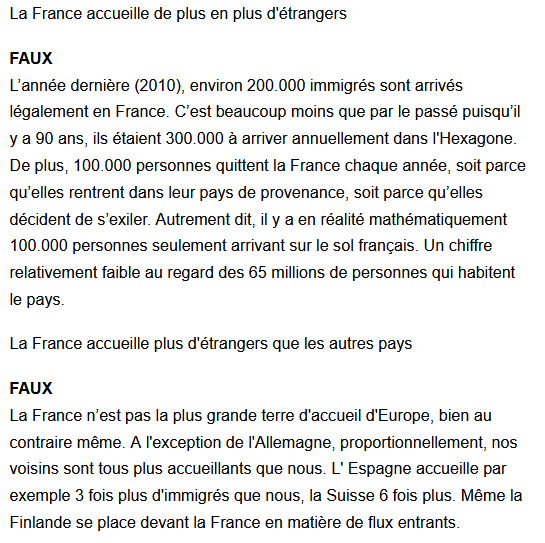 La France accueille de plus en plus d'étrangers
FAUX
L’année dernière (2010), environ 200.000 immigrés sont arrivés
légalement en France. C’est beaucoup moins que par le passé puisqu’il
y a 90 ans, ils étaient 300.000 à arriver annuellement dans l'Hexagone.
De plus, 100.000 personnes quittent la France chaque année, soit parce
qu’elles rentrent dans leur pays de provenance, soit parce qu’elles
décident de s’exiler. Autrement dit, il y a en réalité mathématiquement
100.000 personnes seulement arrivant sur le sol français. Un chiffre
relativement faible au regard des 65 millions de personnes qui habitent
le pays.
La France accueille plus d'étrangers que les autres pays
FAUX
La France n’est pas la plus grande terre d'accueil d'Europe, bien au
contraire même. A l'exception de l'Allemagne, proportionnellement, nos
voisins sont tous plus accueillants que nous. L' Espagne accueille par
exemple 3 fois plus d'immigrés que nous, la Suisse 6 fois plus. Même la
Finlande se place devant la France en matière de flux entrants.